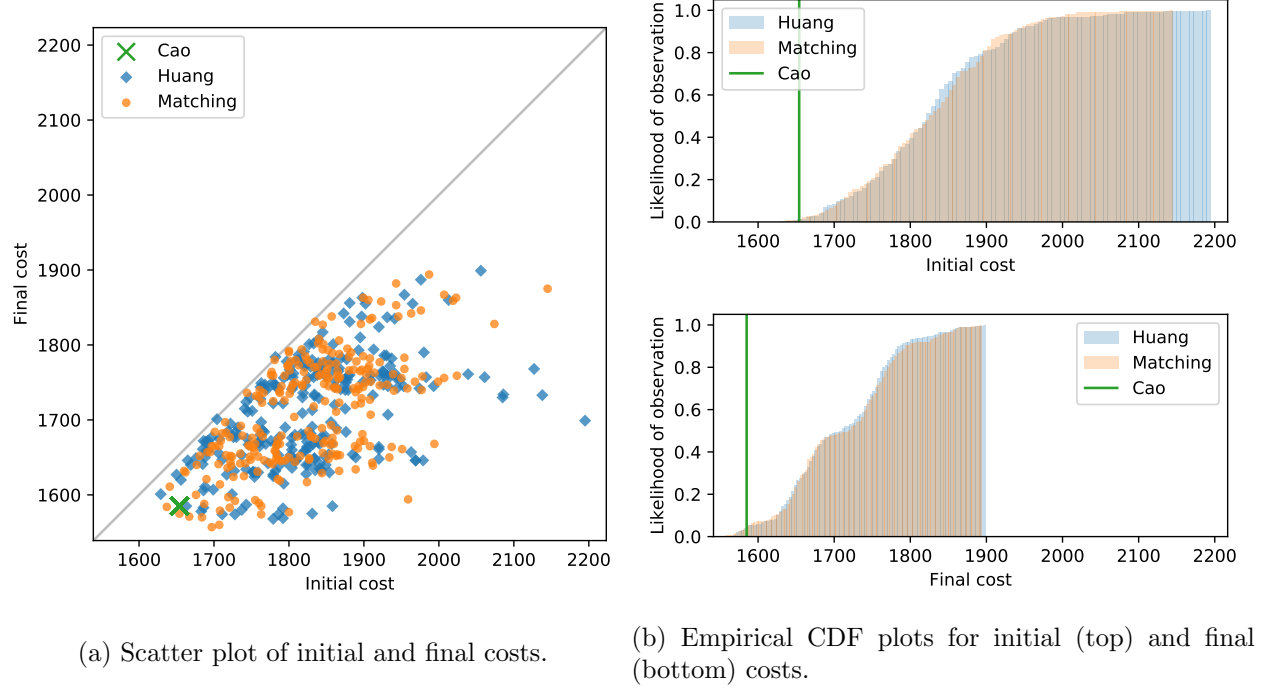 2200
2100
2000
1900
1800
1700
1600
Final cost
Cao
Huang
Matching
1600 1700 1800 1900 2000 2100 2200
Initial cost
(a) Scatter plot of initial and final costs.
1.0
0.8
0.6
0.4
0.2
0.0
Likelihood of observation
Huang
Matching
Cao
1600 1700 1800 1900 2000 2100 2200
Initial cost
1.0
0.8
0.6
0.4
0.2
0.0
Likelihood of observation
Huang
Matching
Cao
1600 1700 1800 1900 2000 2100 2200
Final cost
(b) Empirical CDF plots for initial (top) and final
(bottom) costs.